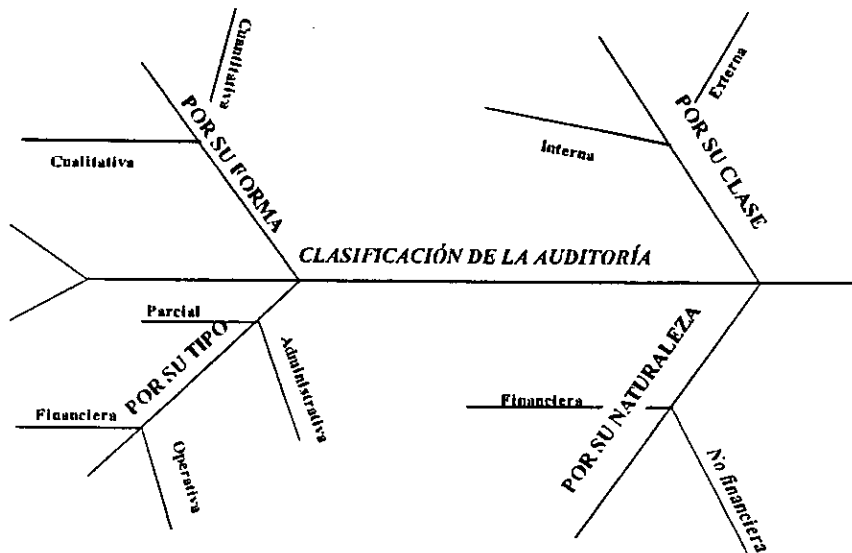 Cuantitativa
POR SU FORMA
Cualitativa
Externa
POR SU CLASE
Interna
CLASIFICACIÓN DE LA AUDITORÍA
Parcial
POR SU TIPO
Administrativa
Financiera
Operativa
POR SU NATURALEZA
Financiera
No financiera